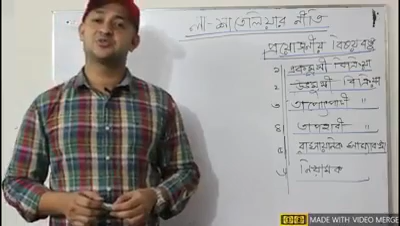 লা-শাতেলিয়ার নীতি
প্রয়োজনীয় বিষয়বস্তু
১। একমুখী বিক্রিয়া
২ উভমুখী বিক্রিয়া
৩ তাপোৎপাদী "
৪ তাপহারী "
৫ রাসায়নিক সাম্যাবস্থা
৬ নিয়ামক
MADE WITH VIDEO MERGE